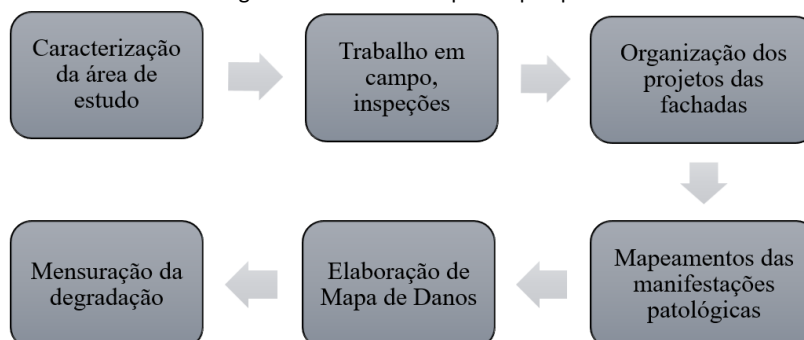 Caracterização
da área de
estudo
Trabalho em
campo,
inspeções
Organização dos
projetos das
fachadas
Mapeamentos das
manifestações
patológicas
Elaboração de
Mapa de Danos
Mensuração da
degradação